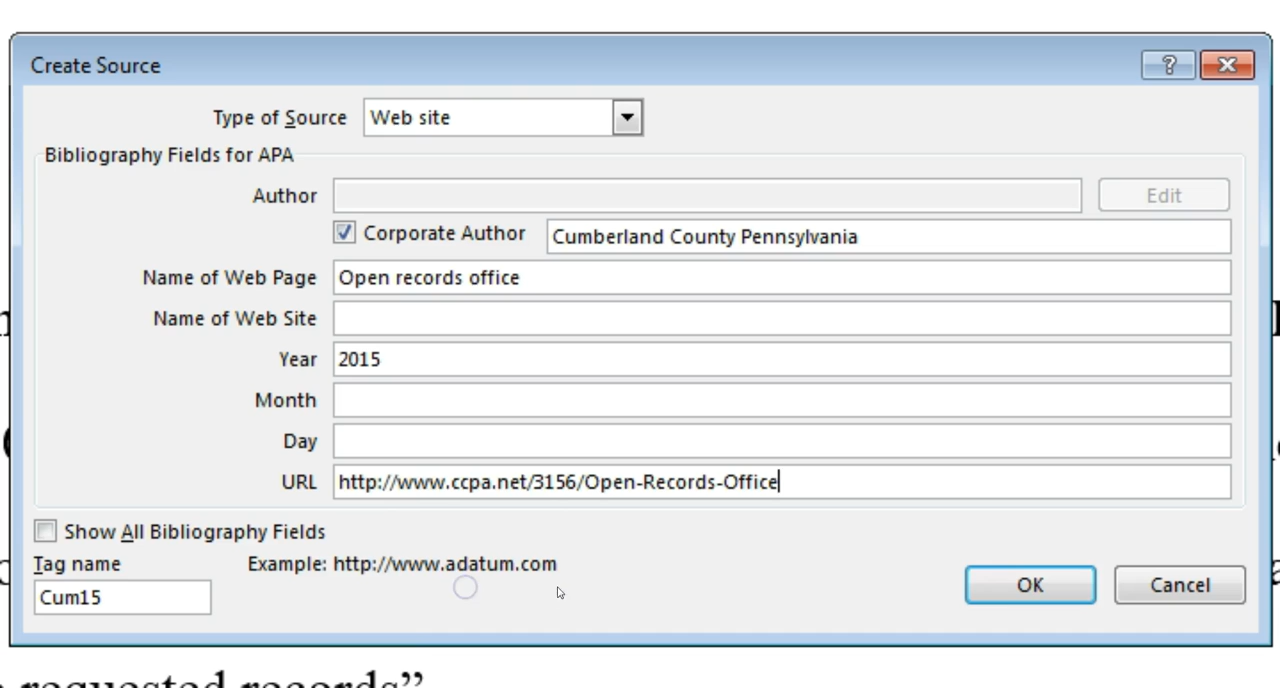 Create Source
?
Type of Source Web site
Bibliography Fields for APA
Author Edit
Corporate Author Cumberland County Pennsylvania
Name of Web Page Open records office
Name of Web Site
Year 2015
Month
Day
URL http://www.ccpa.net/3156/Open-Records-Office
Show All Bibliography Fields
Tag name Example: http://www.adatum.com
Cum15 OK Cancel
requested records”